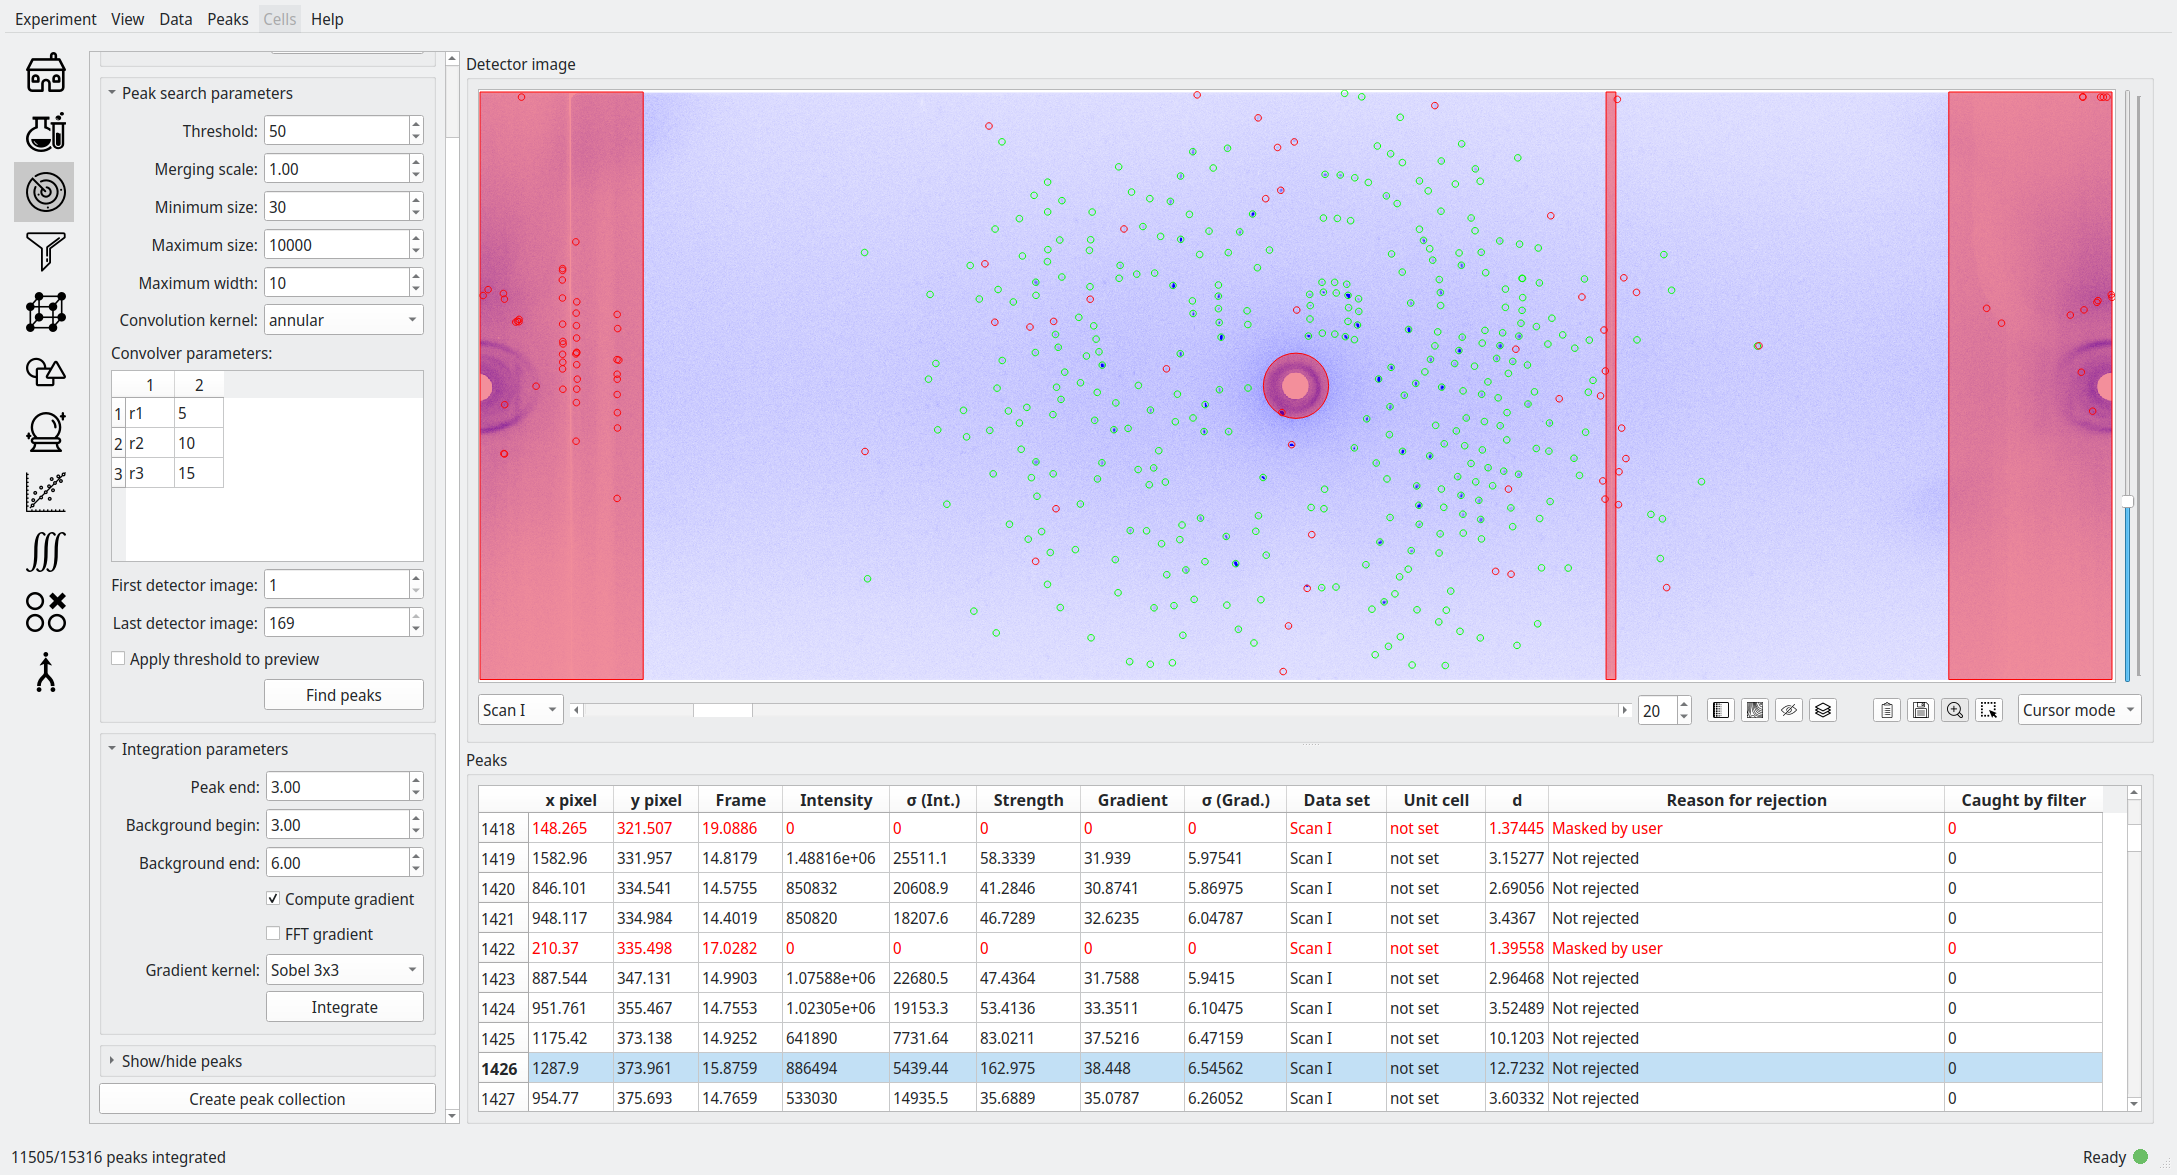 Experiment View Data Peaks Cells Help
Peak search parameters
Threshold: 50
Merging scale: 1.00
Minimum size: 30
Maximum size: 10000
Maximum width: 10
Convolution kernel: annular
Convolver parameters:
1 2
1 r1 5
2 r2 10
3 r3 15
First detector image: 1
Last detector image: 169
Apply threshold to preview
Find peaks
Integration parameters
Peak end: 3.00
Background begin: 3.00
Background end: 6.00
Compute gradient
FFT gradient
Gradient kernel: Sobel 3x3
Integrate
Show/hide peaks
Create peak collection
Detector image
Scan I 20 Cursor mode
Peaks
x pixel y pixel Frame Intensity σ (Int.) Strength Gradient σ (Grad.) Data set Unit cell d Reason for rejection Caught by filter
1418 148.265 321.507 19.0886 0 0 0 0 0 Scan I not set 1.37445 Masked by user 0
1419 1582.96 331.957 14.8179 1.48816e+06 25511.1 58.3339 31.939 5.97541 Scan I not set 3.15277 Not rejected 0
1420 846.101 334.541 14.5755 850832 20608.9 41.2846 30.8741 5.86975 Scan I not set 2.69056 Not rejected 0
1421 948.117 334.984 14.4019 850820 18207.6 46.7289 32.6235 6.04787 Scan I not set 3.4367 Not rejected 0
1422 210.37 335.498 17.0282 0 0 0 0 0 Scan I not set 1.39558 Masked by user 0
1423 887.544 347.131 14.9903 1.07588e+06 22680.5 47.4364 31.7588 5.9415 Scan I not set 2.96468 Not rejected 0
1424 951.761 355.467 14.7553 1.02305e+06 19153.3 53.4136 33.3511 6.10475 Scan I not set 3.52489 Not rejected 0
1425 1175.42 373.138 14.9252 641890 7731.64 83.0211 37.5216 6.47159 Scan I not set 10.1203 Not rejected 0
1426 1287.9 373.961 15.8759 886494 5439.44 162.975 38.448 6.54562 Scan I not set 12.7232 Not rejected 0
1427 954.77 375.693 14.7659 533030 14935.5 35.6889 35.0787 6.26052 Scan I not set 3.60332 Not rejected 0
11505/15316 peaks integrated
Ready